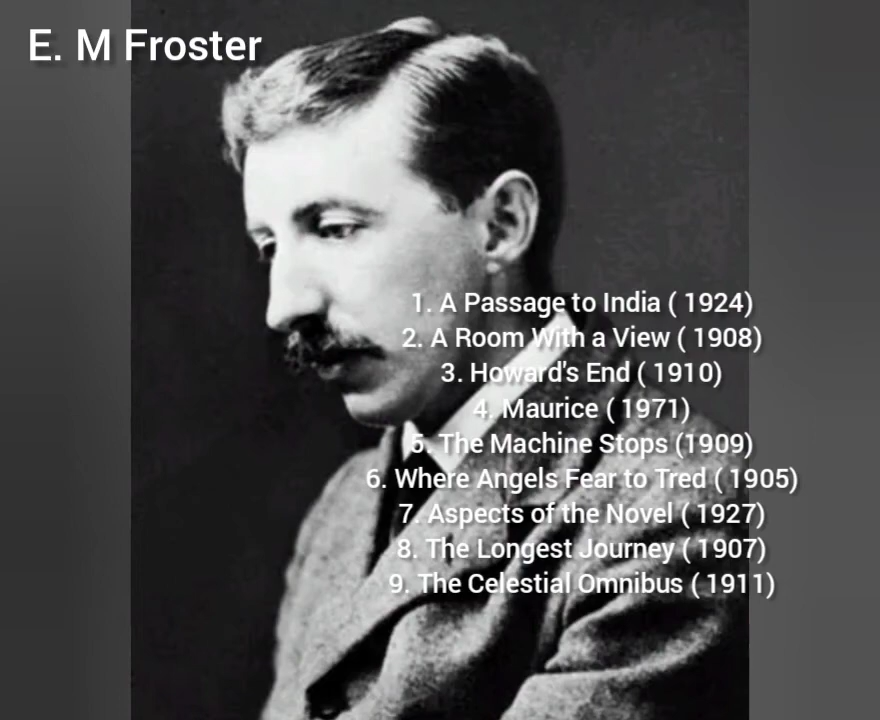 E. M Froster
1. A Passage to India ( 1924)
2. A Room With a View ( 1908)
3. Howard's End ( 1910)
4. Maurice ( 1971)
5. The Machine Stops (1909)
6. Where Angels Fear to Tred ( 1905)
7. Aspects of the Novel ( 1927)
8. The Longest Journey ( 1907)
9. The Celestial Omnibus ( 1911)